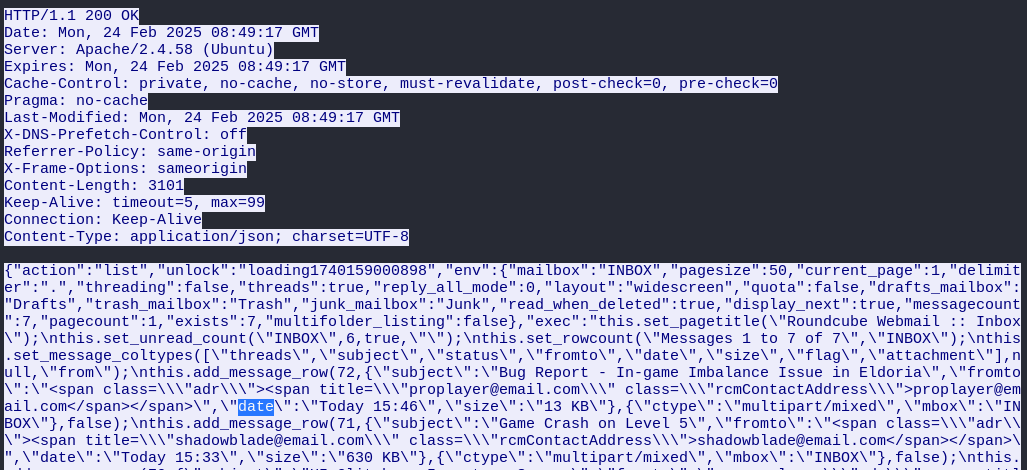 HTTP/1.1 200 OK
Date: Mon, 24 Feb 2025 08:49:17 GMT
Server: Apache/2.4.58 (Ubuntu)
Expires: Mon, 24 Feb 2025 08:49:17 GMT
Cache-Control: private, no-cache, no-store, must-revalidate, post-check=0, pre-check=0
Pragma: no-cache
Last-Modified: Mon, 24 Feb 2025 08:49:17 GMT
X-DNS-Prefetch-Control: off
Referrer-Policy: same-origin
X-Frame-Options: sameorigin
Content-Length: 3101
Keep-Alive: timeout=5, max=99
Connection: Keep-Alive
Content-Type: application/json; charset=UTF-8
{"action":"list","unlock":"loading1740159000898","env":{"mailbox":"INBOX","pagesize":50,"current_page":1,"delimit
er":".","threading":false,"threads":true,"reply_all_mode":0,"layout":"widescreen","quota":false,"drafts_mailbox":
"Drafts","trash_mailbox":"Trash","junk_mailbox":"Junk","read_when_deleted":true,"display_next":true,"messagecount
":7,"pagecount":1,"exists":7,"multifolder_listing":false},"exec":"this.set_pagetitle(\"Roundcube Webmail :: Inbox
\");\nthis.set_unread_count(\"INBOX\",6,true,\"\");\nthis.set_rowcount(\"Messages 1 to 7 of 7\",\"INBOX\");\nthis
.set_message_coltypes([\"threads\",\"subject\",\"status\",\"fromto\",\"date\",\"size\",\"flag\",\"attachment\"],n
ull,\"from\");\nthis.add_message_row(72,{\"subject\":\"Bug Report - In-game Imbalance Issue in Eldoria\",\"fromto
\":\"<span class=\\\"adr\\\"><span title=\\\"proplayer@email.com\\\" class=\\\"rcmContactAddress\\\">proplayer@em
ail.com</span></span>\",\"date\":\"Today 15:46\",\"size\":\"13 KB\"},{\"ctype\":\"multipart/mixed\",\"mbox\":\"IN
BOX\"},false);\nthis.add_message_row(71,{\"subject\":\"Game Crash on Level 5\",\"fromto\":\"<span class=\\\"adr\\
\"><span title=\\\"shadowblade@email.com\\\" class=\\\"rcmContactAddress\\\">shadowblade@email.com</span></span>\
",\"date\":\"Today 15:33\",\"size\":\"630 KB\"},{\"ctype\":\"multipart/mixed\",\"mbox\":\"INBOX\"},false);\nthis.